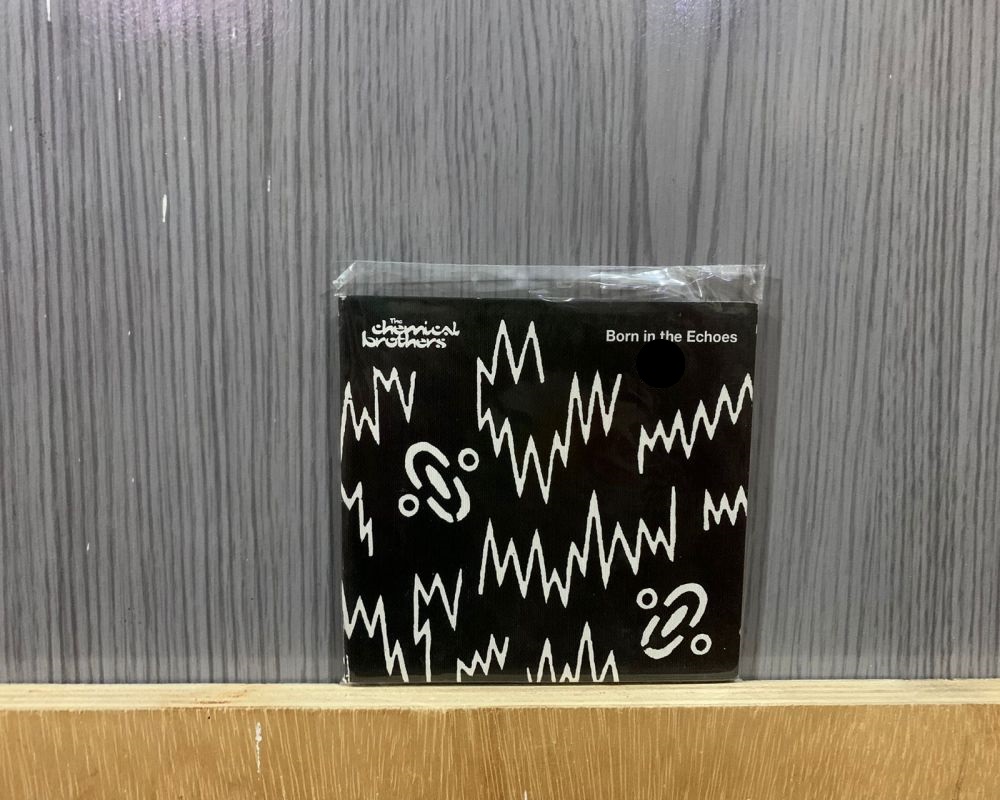 The
chemical
brothers
Born in the Echoes